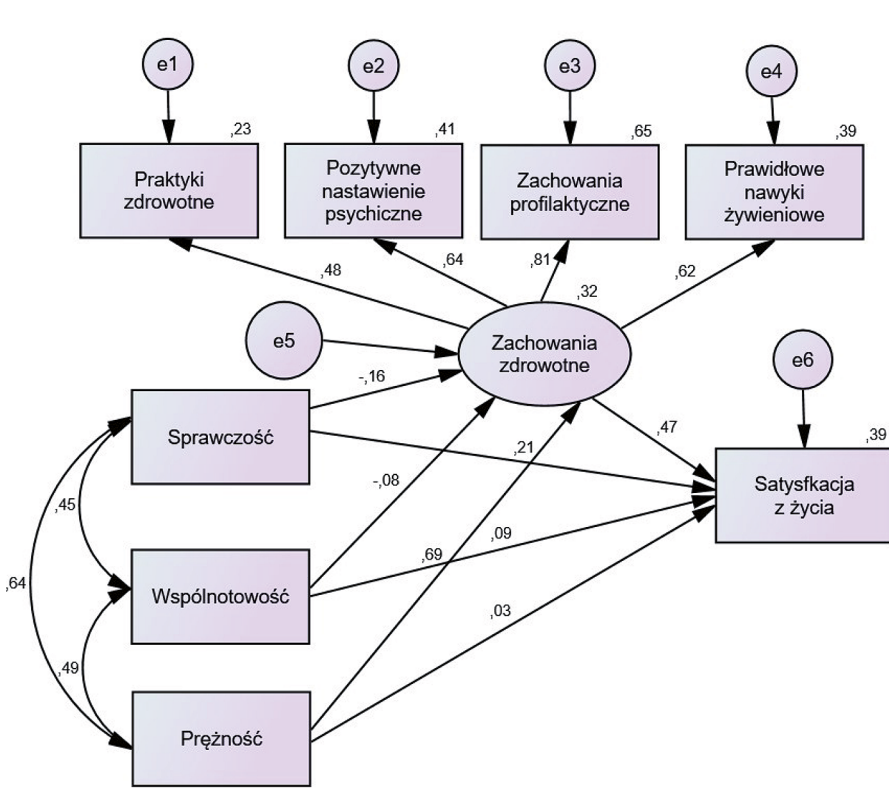 e1
e2
e3
e4
,23
,41
,65
,39
Praktyki
zdrowotne
Pozytywne
nastawienie
psychiczne
Zachowania
profilaktyczne
Prawidłowe
nawyki
żywieniowe
,48
,64
,81
,62
,32
e5
Zachowania
zdrowotne
e6
-,16
Sprawczość
,21
,47
,39
Satysfkacja
z życia
-,08
,45
,09
,69
,64
Wspólnotowość
,03
,49
Prężność